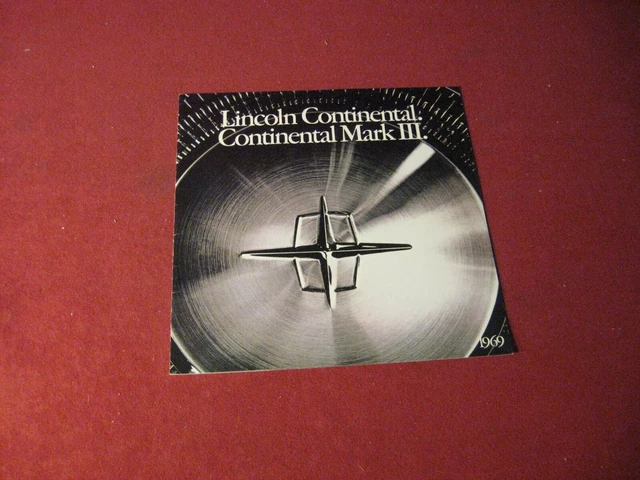 Lincoln Continental.
Continental Mark III.
1969